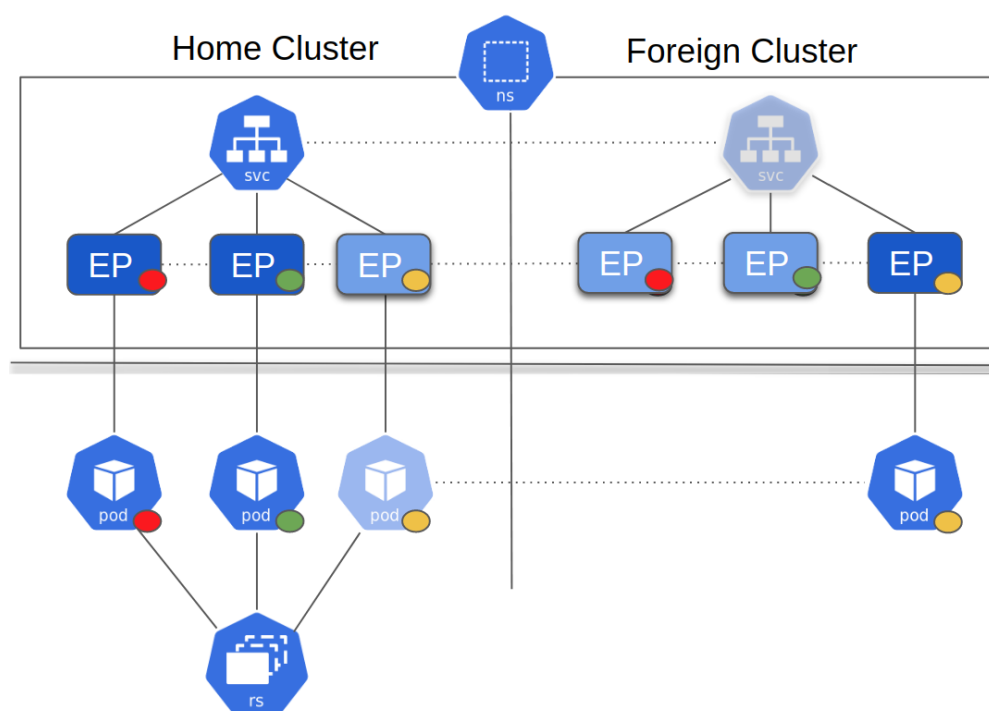 Home Cluster
Foreign Cluster
ns
svc
svc
EP
EP
EP
EP
EP
EP
pod
pod
pod
pod
rs